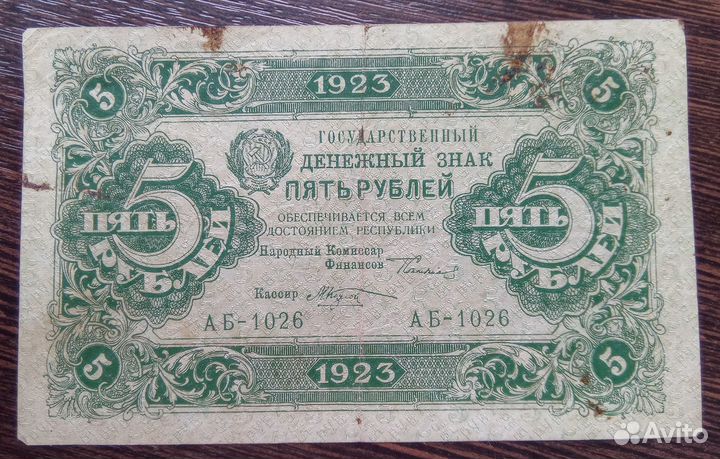 1923
5
5
ГОСУДАРСТВЕННЫЙ
ДЕНЕЖНЫЙ ЗНАК
ПЯТЬ РУБЛЕЙ
5
ПЯТЬ
РУБЛЕЙ
5
ПЯТЬ
РУБЛЕЙ
ОБЕСПЕЧИВАЕТСЯ ВСЕМ
ДОСТОЯНИЕМ РЕСПУБЛИКИ
Народный Комиссар
Финансов
Кассир
АБ-1026 АБ-1026
5
5
1923
Avito